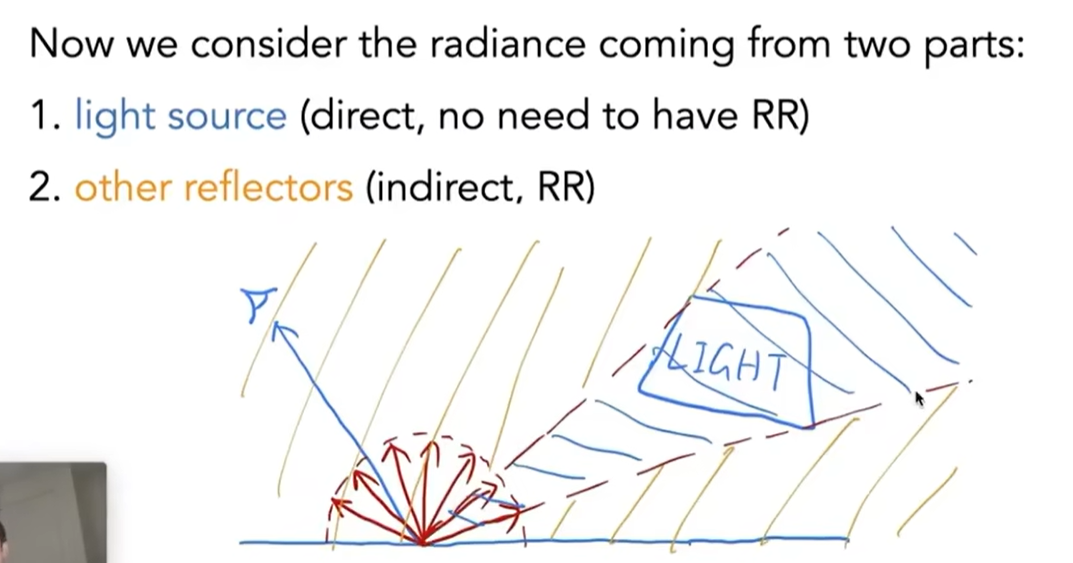 Now we consider the radiance coming from two parts:
1. light source (direct, no need to have RR)
2. other reflectors (indirect, RR)
LIGHT